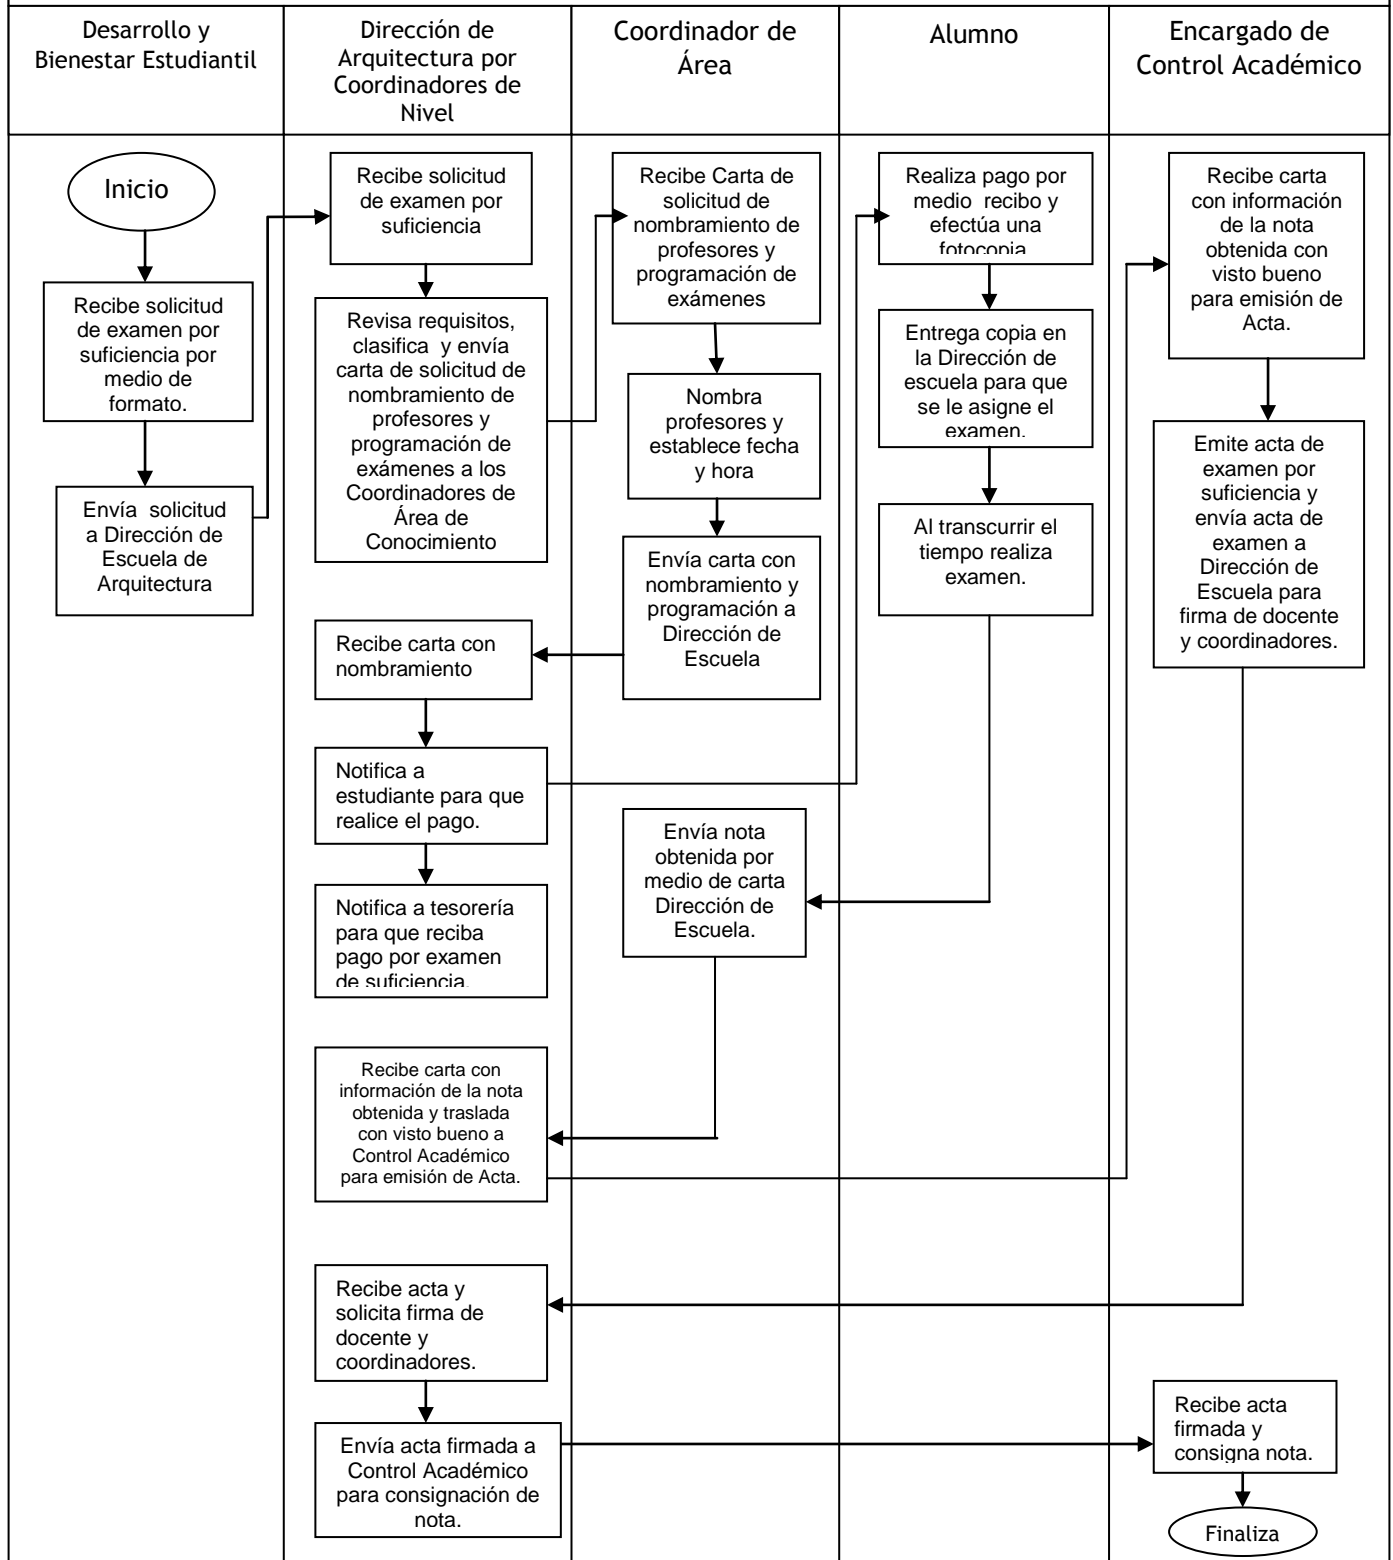 Desarrollo y
Bienestar Estudiantil
Dirección de
Arquitectura por
Coordinadores de
Nivel
Coordinador de
Área
Alumno
Encargado de
Control Académico
Inicio
Recibe solicitud
de examen por
suficiencia por
medio de
formato.
Envía solicitud
a Dirección de
Escuela de
Arquitectura
Recibe solicitud
de examen por
suficiencia
Revisa requisitos,
clasifica y envía
carta de solicitud de
nombramiento de
profesores y
programación de
exámenes a los
Coordinadores de
Área de
Conocimiento
Recibe Carta de
solicitud de
nombramiento de
profesores y
programación de
exámenes
Nombra
profesores y
establece fecha
y hora
Envía carta con
nombramiento y
programación a
Dirección de
Escuela
Recibe carta con
nombramiento
Notifica a
estudiante para que
realice el pago.
Notifica a tesorería
para que reciba
pago por examen
de suficiencia.
Realiza pago por
medio recibo y
efectúa una
fotocopia
Entrega copia en
la Dirección de
escuela para que
se le asigne el
examen.
Al transcurrir el
tiempo realiza
examen.
Envía nota
obtenida por
medio de carta
Dirección de
Escuela.
Recibe carta con
información de la nota
obtenida y traslada
con visto bueno a
Control Académico
para emisión de Acta.
Recibe carta
con información
de la nota
obtenida con
visto bueno
para emisión de
Acta.
Emite acta de
examen por
suficiencia y
envía acta de
examen a
Dirección de
Escuela para
firma de docente
y coordinadores.
Recibe acta y
solicita firma de
docente y
coordinadores.
Envía acta firmada a
Control Académico
para consignación de
nota.
Recibe acta
firmada y
consigna nota.
Finaliza